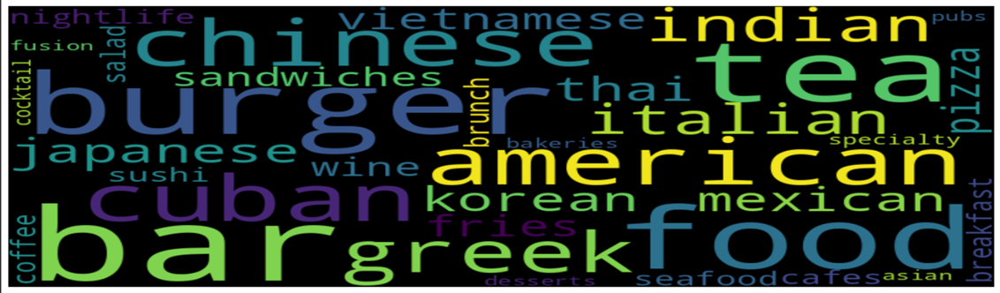 nightlife
vietnamese
indian
pubs
fusion
salad
chinese
tea
pizza
cocktail
sandwiches
burger
brunch
thai
italian
japanese
bakeries
specialty
sushi
wine
american
cuban
korean
mexican
breakfast
coffee
bar
fries
greek
food
desserts
seafood
cafes
asian